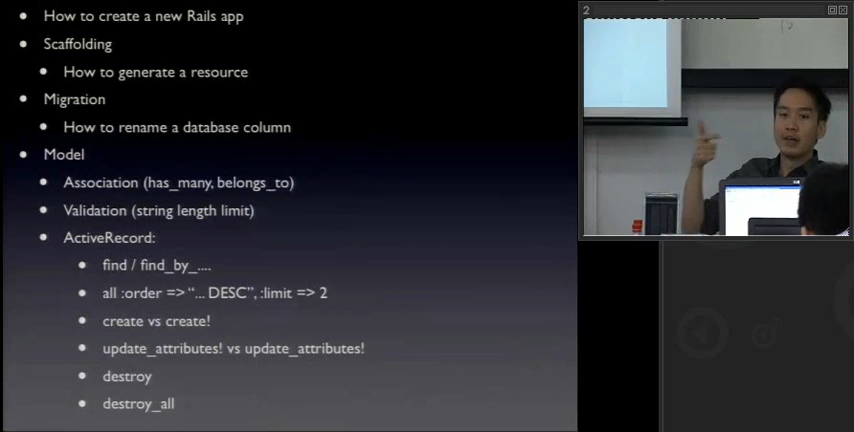 How to create a new Rails app
Scaffolding
How to generate a resource
Migration
How to rename a database column
Model
Association (has_many, belongs_to)
Validation (string length limit)
ActiveRecord:
find / find_by_....
all :order => “... DESC”, :limit => 2
create vs create!
update_attributes! vs update_attributes!
destroy
destroy_all
2